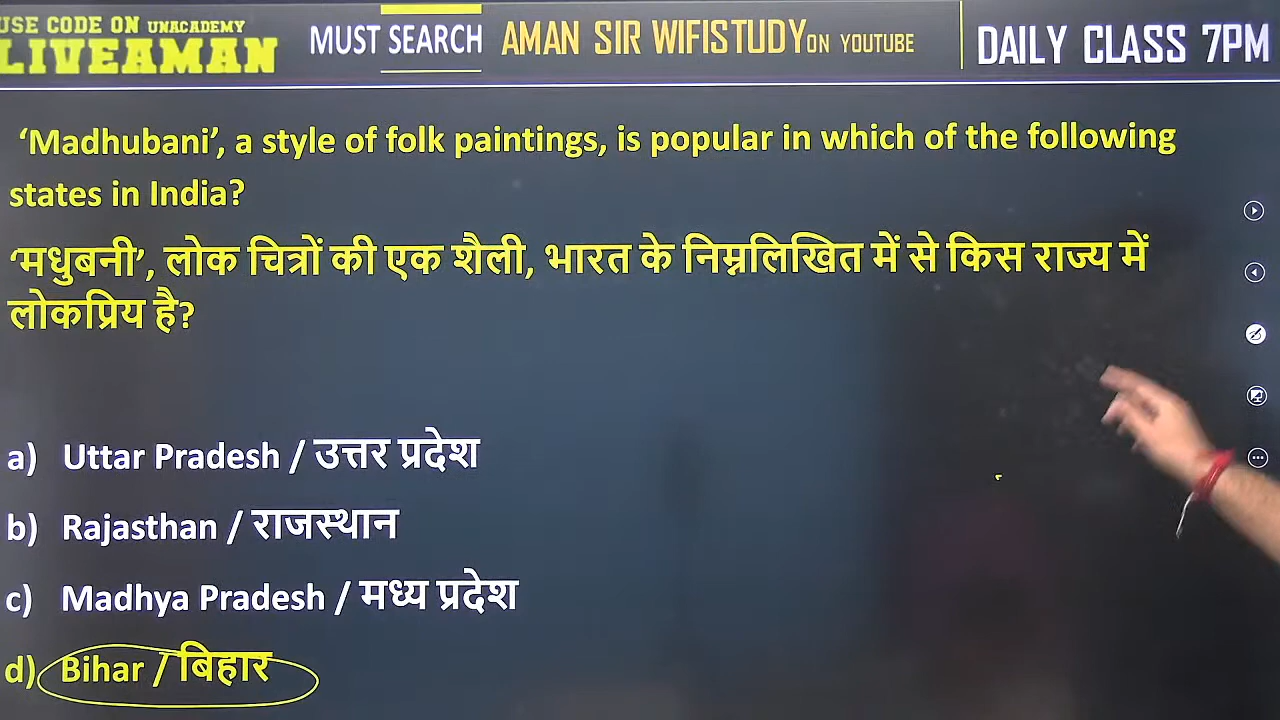 USE CODE ON UNACADEMY
LIVEAMAN
MUST SEARCH
AMAN SIR WIFISTUDY ON YOUTUBE
DAILY CLASS 7PM
‘Madhubani’, a style of folk paintings, is popular in which of the following
states in India?
‘मधुबनी’, लोक चित्रों की एक शैली, भारत के निम्नलिखित में से किस राज्य में
लोकप्रिय है?
a) Uttar Pradesh / उत्तर प्रदेश
b) Rajasthan / राजस्थान
c) Madhya Pradesh / मध्य प्रदेश
d) Bihar / बिहार